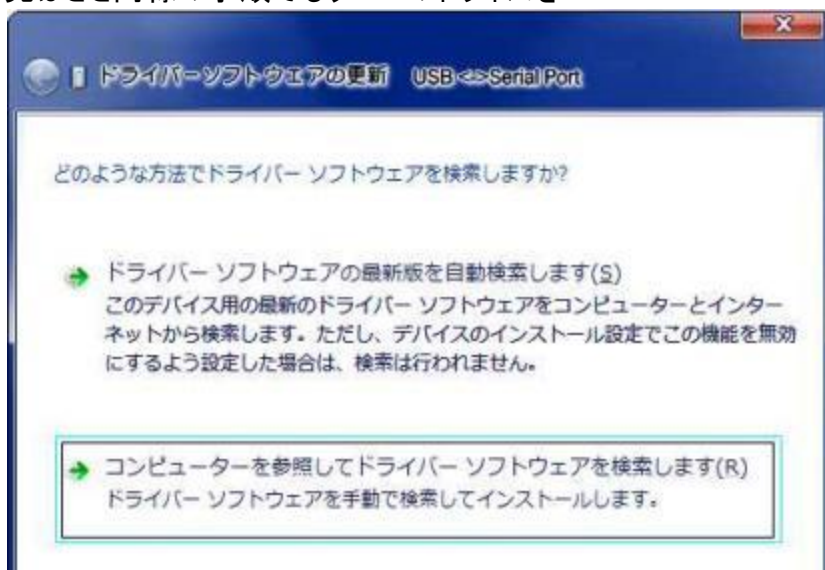 ドライバーソフトウェアの更新 USB<=>Serial Port
どのような方法でドライバー ソフトウェアを検索しますか?
ドライバー ソフトウェアの最新版を自動検索します(S)
このデバイス用の最新のドライバー ソフトウェアをコンピューターとインター
ネットから検索します。ただし、デバイスのインストール設定でこの機能を無効
にするよう設定した場合は、検索は行われません。
コンピューターを参照してドライバー ソフトウェアを検索します(R)
ドライバー ソフトウェアを手動で検索してインストールします。